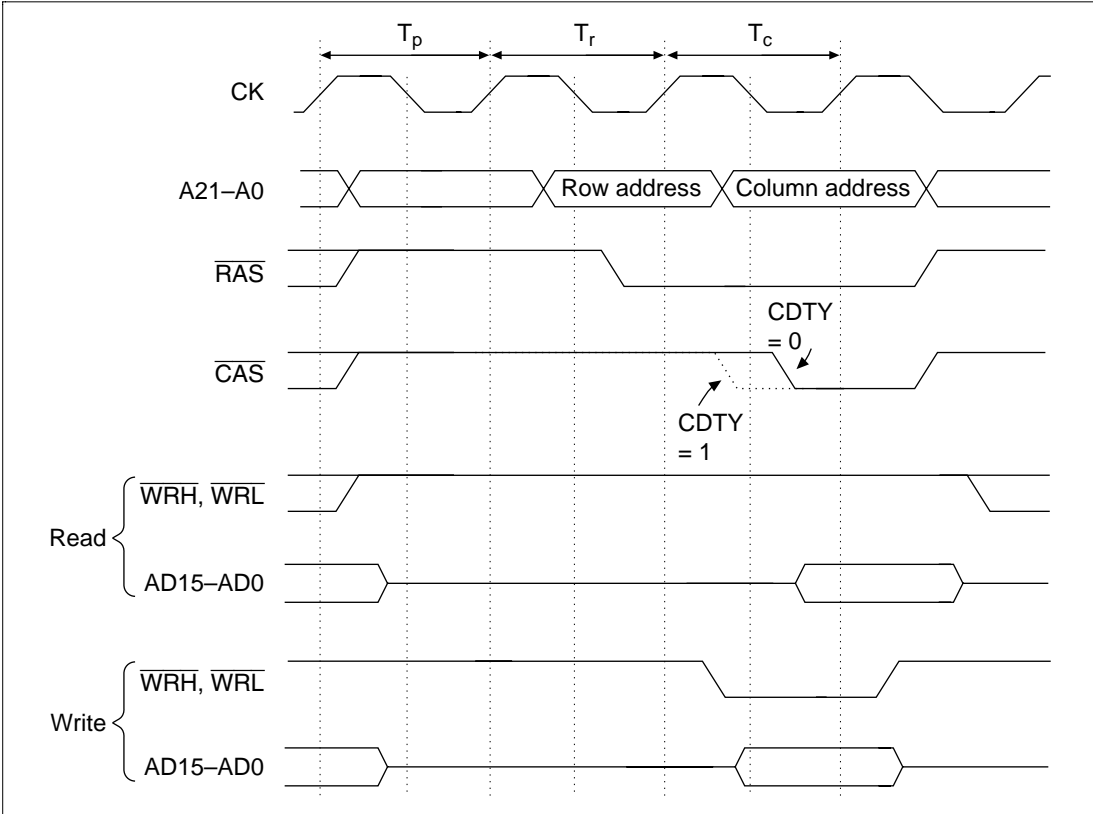 Tp Tr Tc
CK
A21–A0 Row address Column address
RAS
CDTY
= 0
CAS
CDTY
= 1
WRH, WRL
Read
AD15–AD0
WRH, WRL
Write
AD15–AD0